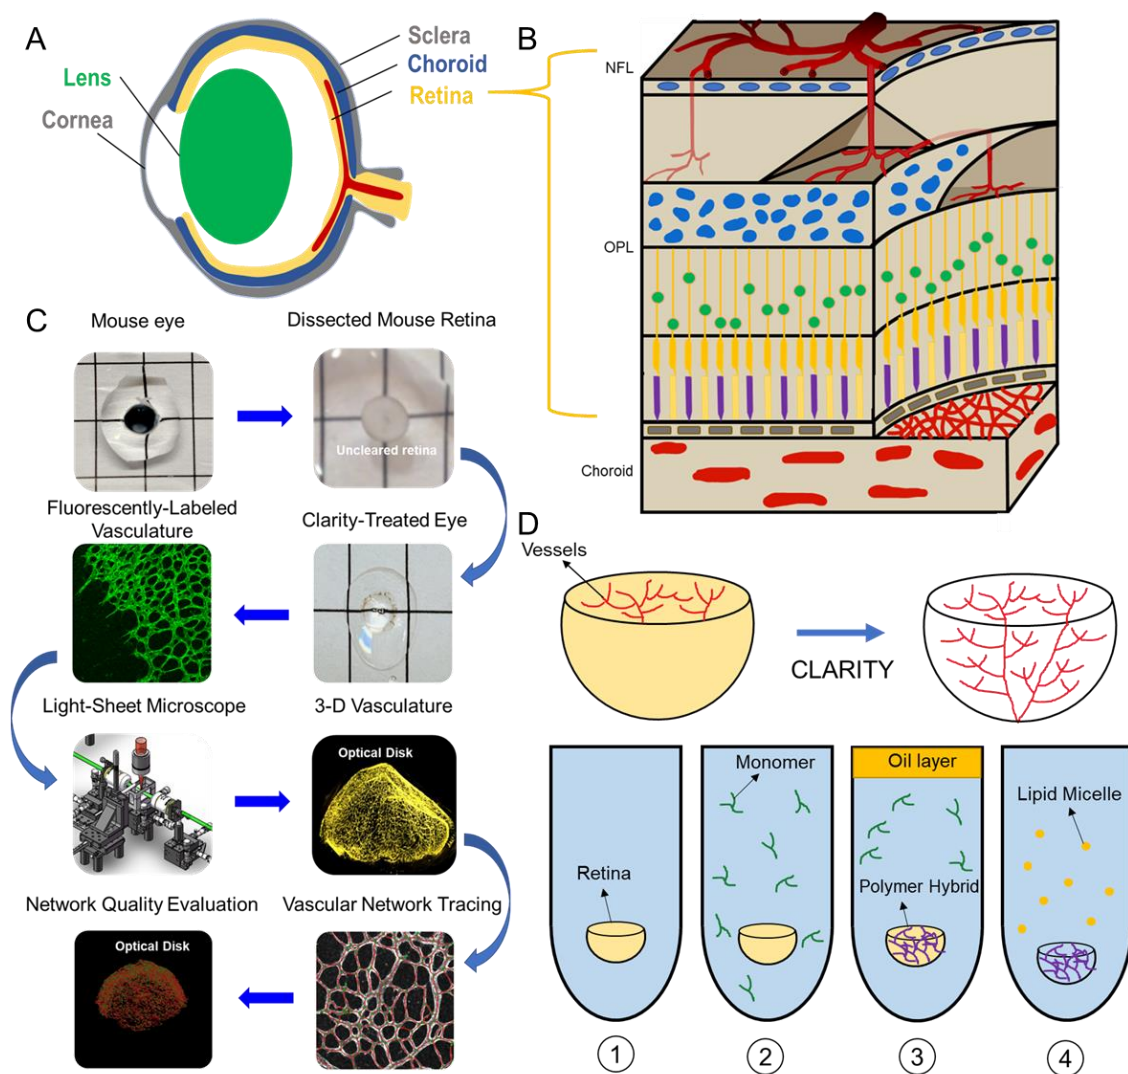 A
Sclera
Choroid
Retina
Lens
Cornea
B
NFL
OPL
Choroid
C
Mouse eye
Dissected Mouse Retina
Uncleared retina
Fluorescently-Labeled
Vasculature
Clarity-Treated Eye
Light-Sheet Microscope
3-D Vasculature
Optical Disk
Network Quality Evaluation
Vascular Network Tracing
Optical Disk
D
Vessels
CLARITY
Retina
Monomer
Oil layer
Polymer Hybrid
Lipid Micelle
1
2
3
4